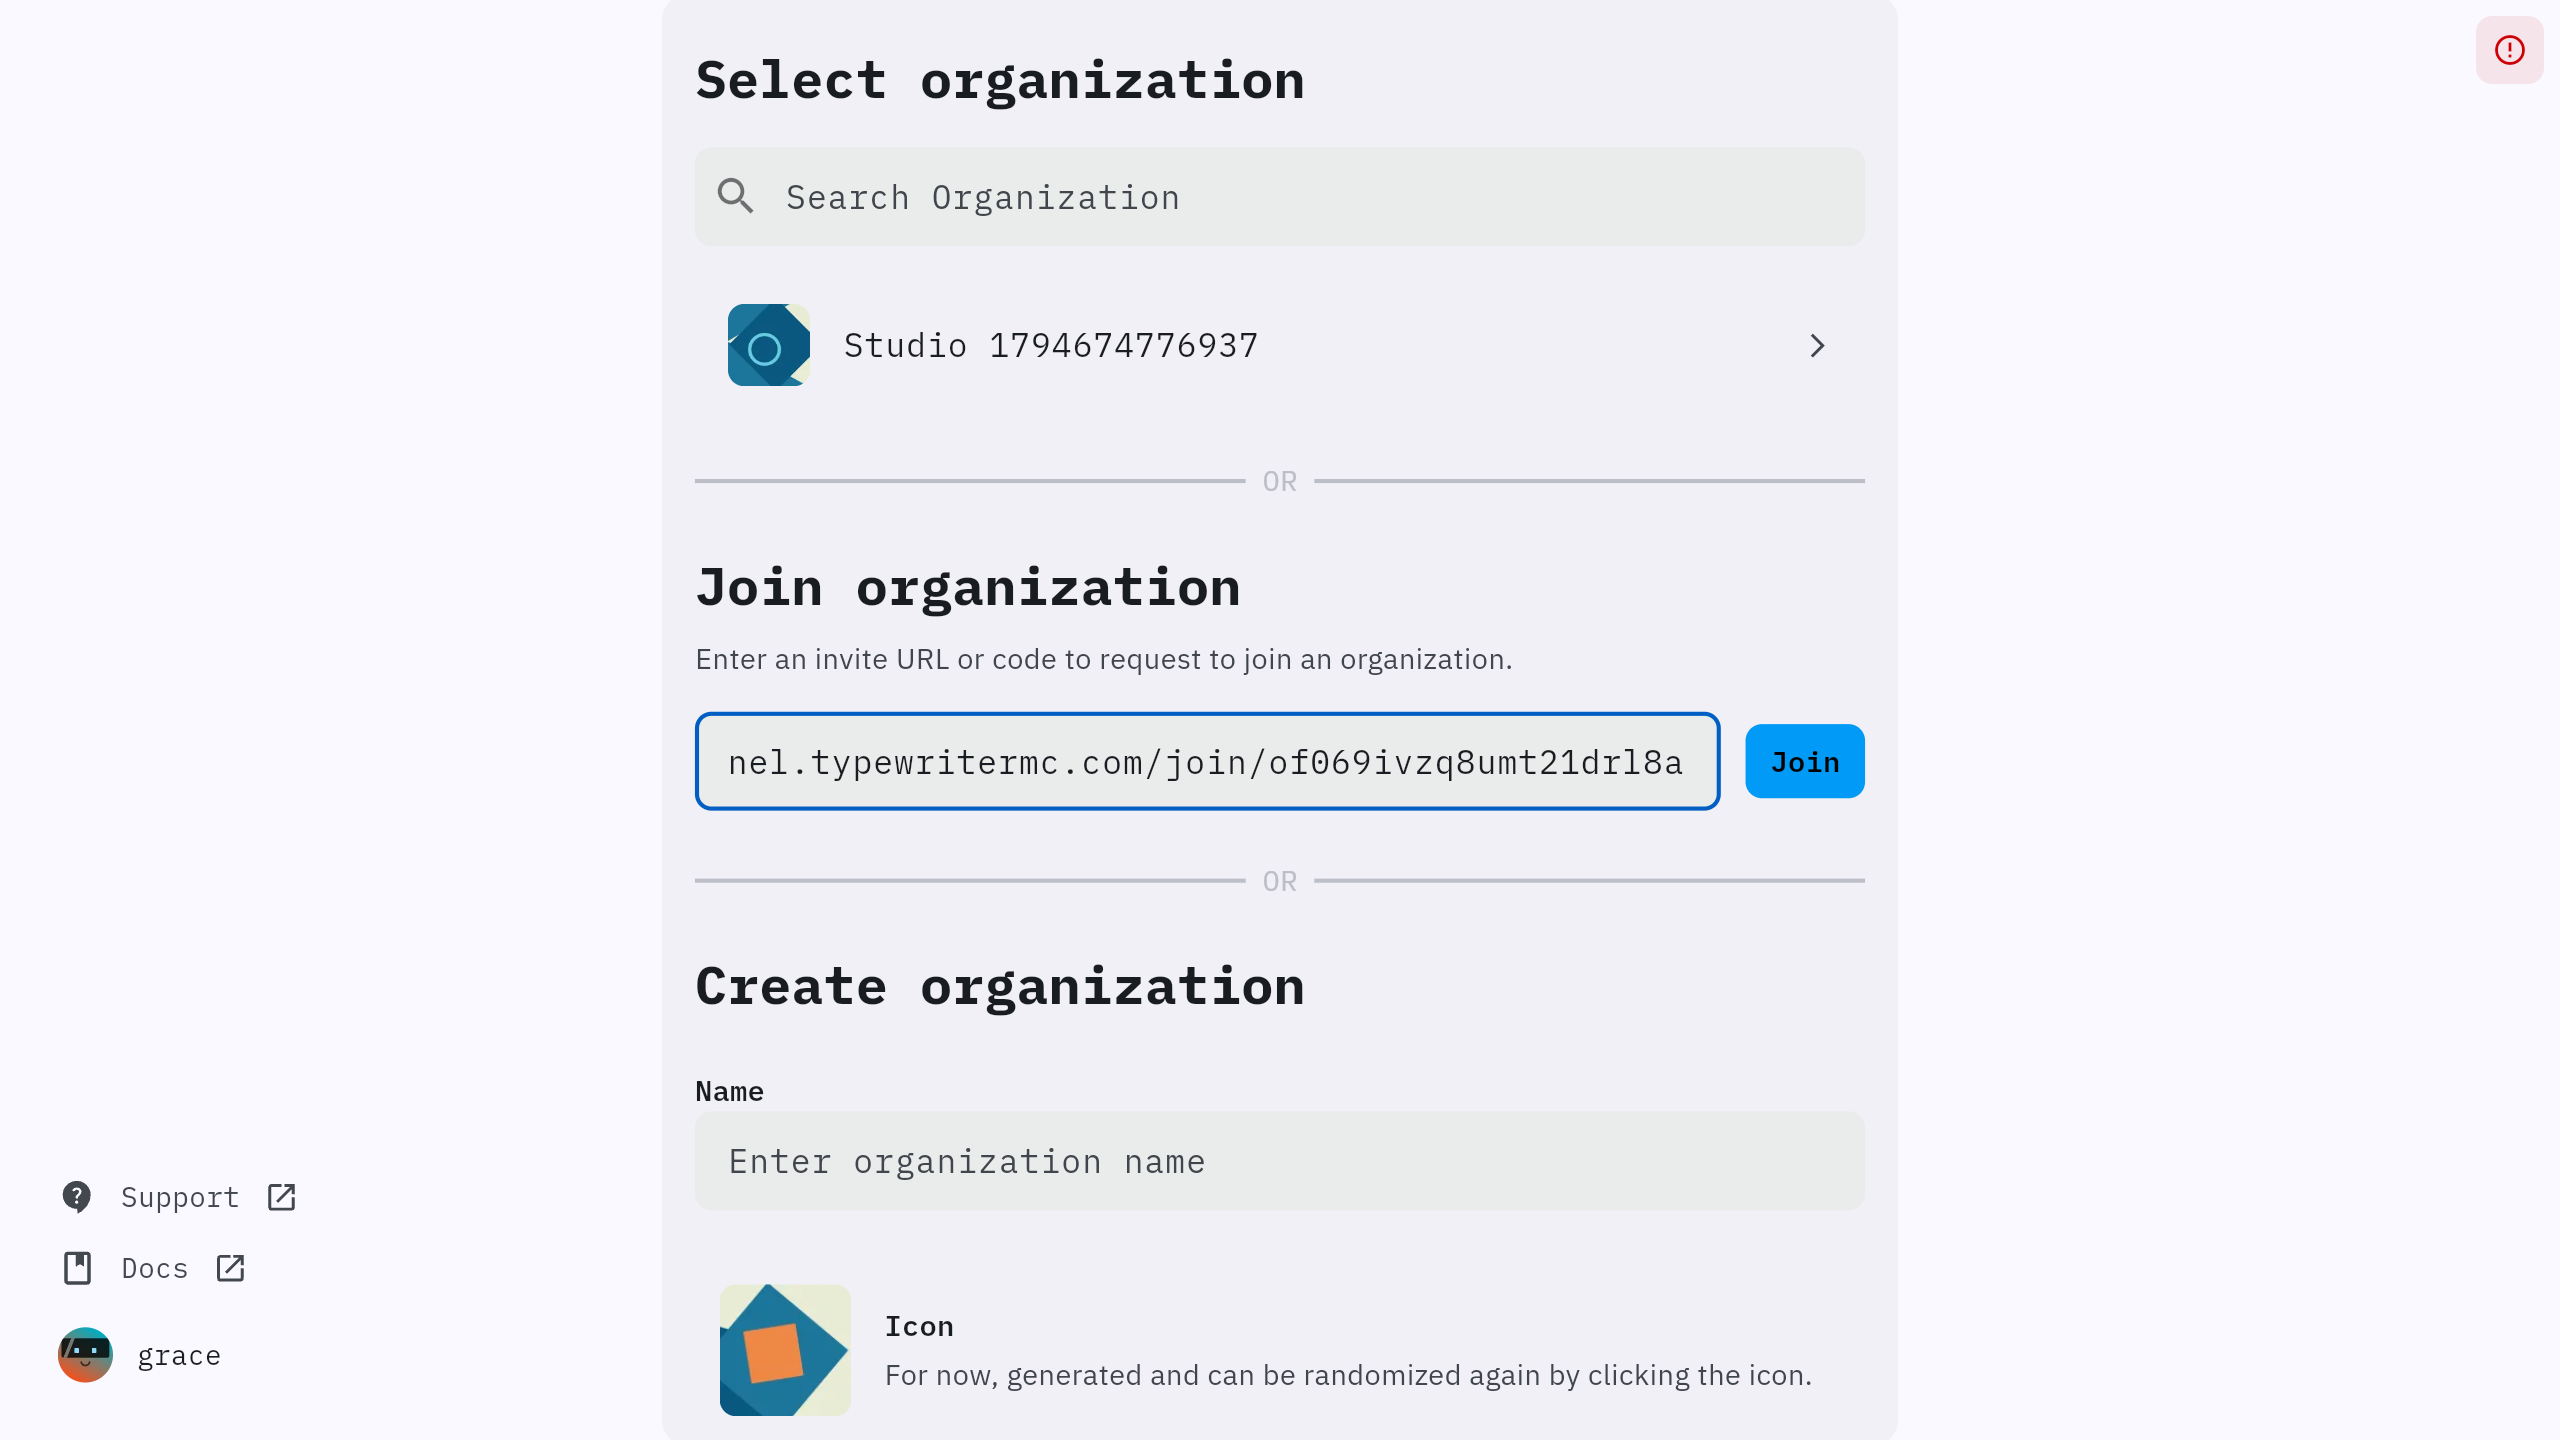 Select organization
Search Organization
Studio 1794674776937
OR
Join organization
Enter an invite URL or code to request to join an organization.
nel.typewritermc.com/join/of069ivzq8umt21drl8a
Join
OR
Create organization
Name
Enter organization name
Icon
For now, generated and can be randomized again by clicking the icon.
Support
Docs
grace